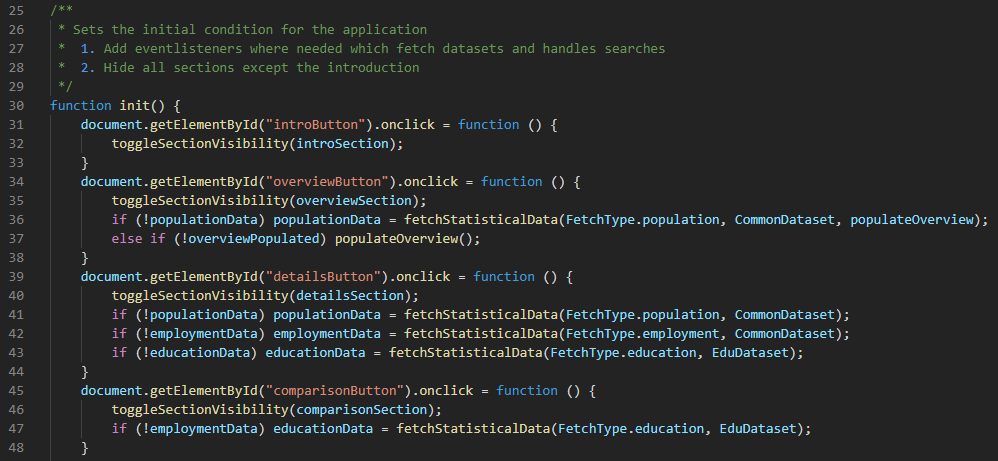 25 /**
26  * Sets the initial condition for the application
27  *  1. Add eventlisteners where needed which fetch datasets and handles searches
28  *  2. Hide all sections except the introduction
29  */
30 function init() {
31     document.getElementById("introButton").onclick = function () {
32         toggleSectionVisibility(introSection);
33     }
34     document.getElementById("overviewButton").onclick = function () {
35         toggleSectionVisibility(overviewSection);
36         if (!populationData) populationData = fetchStatisticalData(FetchType.population, CommonDataset, populateOverview);
37         else if (!overviewPopulated) populateOverview();
38     }
39     document.getElementById("detailsButton").onclick = function () {
40         toggleSectionVisibility(detailsSection);
41         if (!populationData) populationData = fetchStatisticalData(FetchType.population, CommonDataset);
42         if (!employmentData) employmentData = fetchStatisticalData(FetchType.employment, CommonDataset);
43         if (!educationData) educationData = fetchStatisticalData(FetchType.education, EduDataset);
44     }
45     document.getElementById("comparisonButton").onclick = function () {
46         toggleSectionVisibility(comparisonSection);
47         if (!employmentData) educationData = fetchStatisticalData(FetchType.education, EduDataset);
48     }